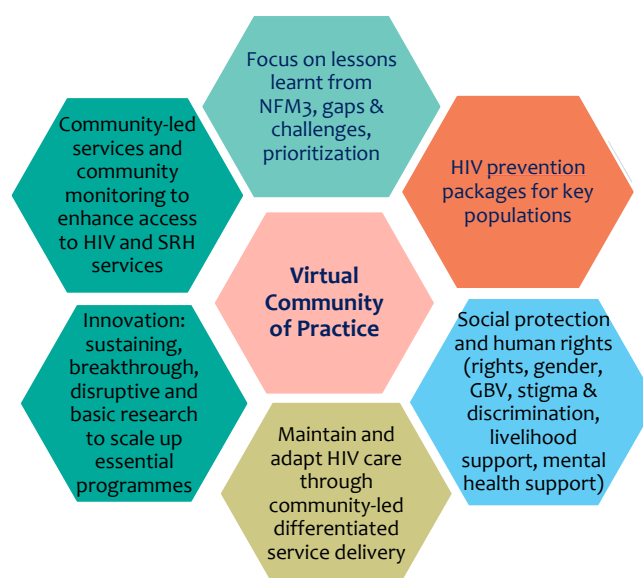 Focus on lessons
learnt from
NFM3, gaps &
challenges,
prioritization
Community-led
services and
community
monitoring to
enhance access
to HIV and SRH
services
HIV prevention
packages for key
populations
Virtual
Community
of Practice
Innovation:
sustaining,
breakthrough,
disruptive and
basic research
to scale up
essential
programmes
Social protection
and human rights
(rights, gender,
GBV, stigma &
discrimination,
livelihood
support, mental
health support)
Maintain and
adapt HIV care
through
community-led
differentiated
service delivery